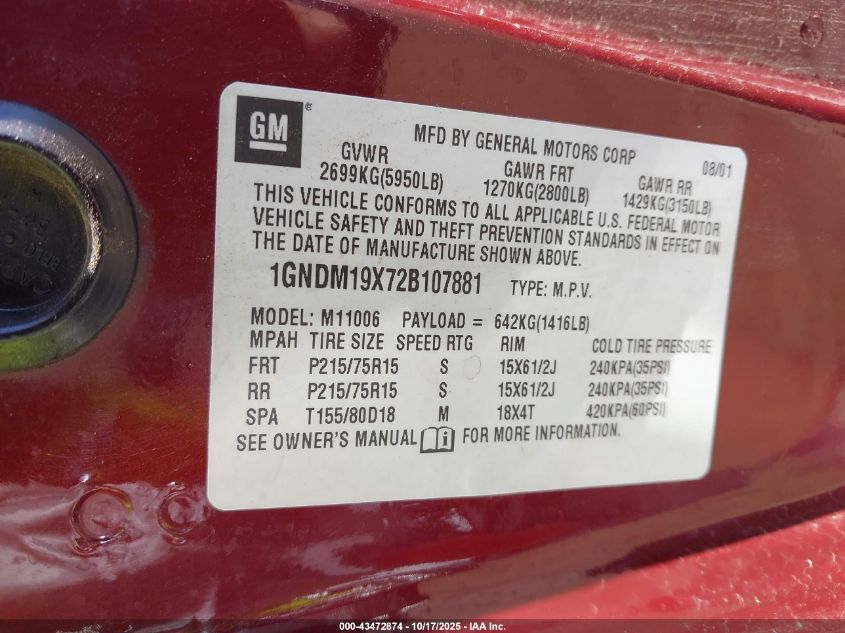 GM ®
MFD BY GENERAL MOTORS CORP 08/01
GVWR GAWR FRT GAWR RR
2699KG(5950LB) 1270KG(2800LB) 1429KG(3150LB)
THIS VEHICLE CONFORMS TO ALL APPLICABLE U.S. FEDERAL MOTOR
VEHICLE SAFETY AND THEFT PREVENTION STANDARDS IN EFFECT ON
THE DATE OF MANUFACTURE SHOWN ABOVE.
1GNDM19X72B107881 TYPE: M.P.V.
MODEL: M11006 PAYLOAD = 642KG(1416LB)
MPAH TIRE SIZE SPEED RTG RIM COLD TIRE PRESSURE
FRT P215/75R15 S 15X61/2J 240KPA(35PSI)
RR P215/75R15 S 15X61/2J 240KPA(35PSI)
SPA T155/80D18 M 18X4T 420KPA(60PSI)
SEE OWNER'S MANUAL i FOR MORE INFORMATION.
000-43472874 - 10/17/2025 - IAA Inc.